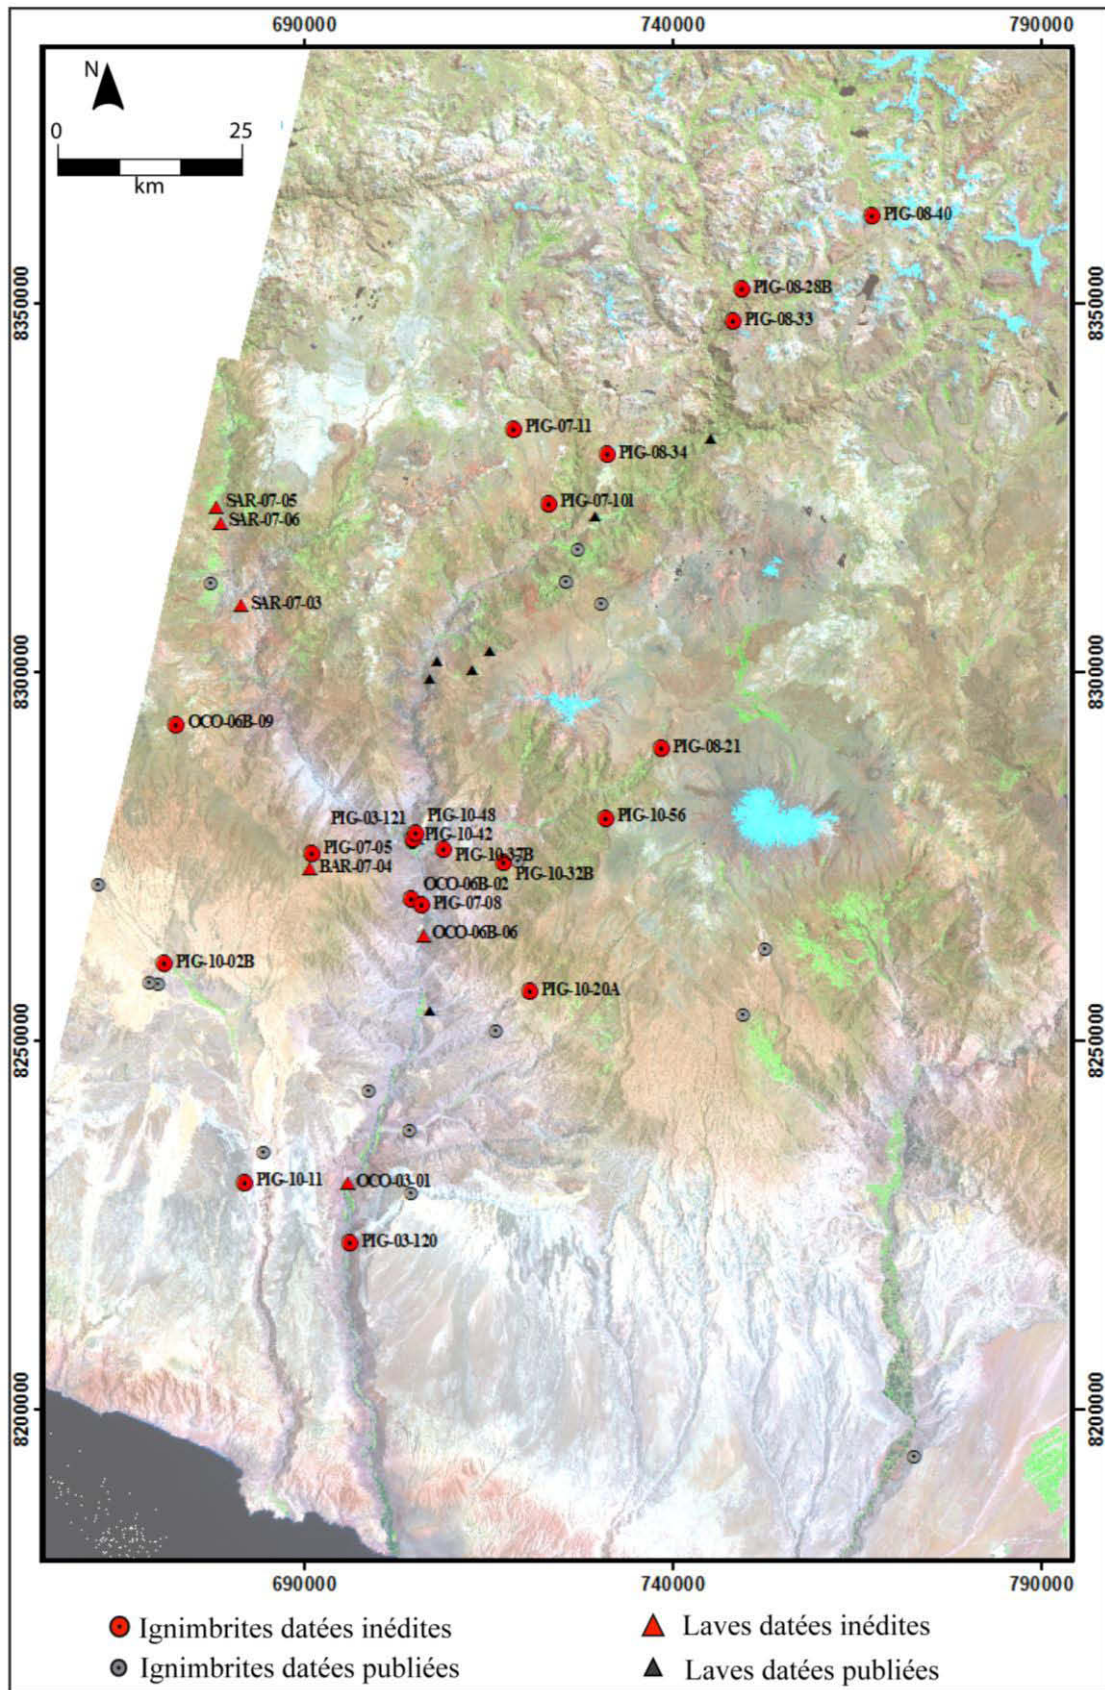 690000 740000 790000
N
0 25
km
8350000 8350000
8300000 8300000
8250000 8250000
8200000 8200000
PIG-08-40
PIG-08-28B
PIG-08-33
PIG-07-11
PIG-08-34
SAR-07-05
PIG-07-101
SAR-07-06
SAR-07-03
OCO-06B-09
PIG-08-21
PIG-03-121 PIG-10-48
PIG-10-56
PIG-10-42
PIG-07-05
PIG-10-37B
BAR-07-04
PIG-10-32B
OCO-06B-02
PIG-07-08
OCO-06B-06
PIG-10-02B
PIG-10-20A
PIG-10-11
OCO-03-01
PIG-03-120
690000 740000 790000
Ignimbrites datées inédites
Laves datées inédites
Ignimbrites datées publiées
Laves datées publiées